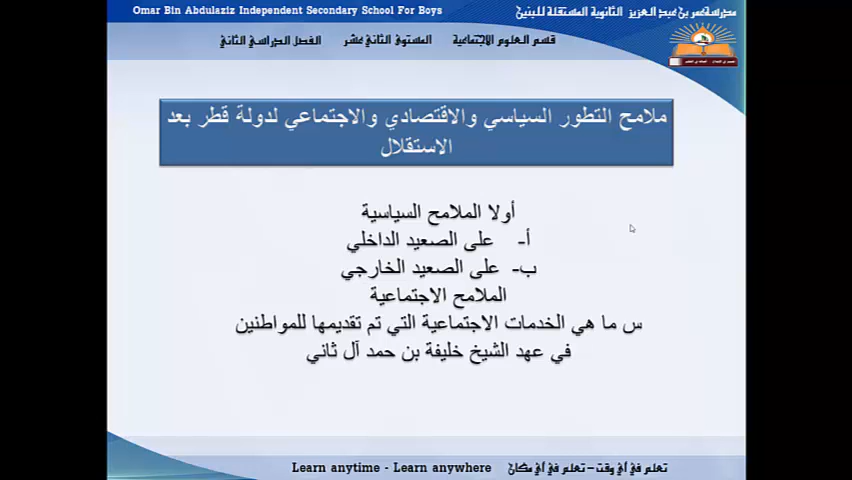 Omar Bin Abdulaziz Independent Secondary School For Boys
مدرسة عمر بن عبد العزيز الثانوية المستقلة للبنين
قسم العلوم الاجتماعية
المستوى الثاني عشر
الفصل الدراسي الثاني
ملامح التطور السياسي والاقتصادي والاجتماعي لدولة قطر بعد
الاستقلال
أولا الملامح السياسية
أ- على الصعيد الداخلي
ب- على الصعيد الخارجي
الملامح الاجتماعية
س ما هي الخدمات الاجتماعية التي تم تقديمها للمواطنين
في عهد الشيخ خليفة بن حمد آل ثاني
Learn anytime - Learn anywhere
تعلم في أي وقت – تعلم في أي مكان